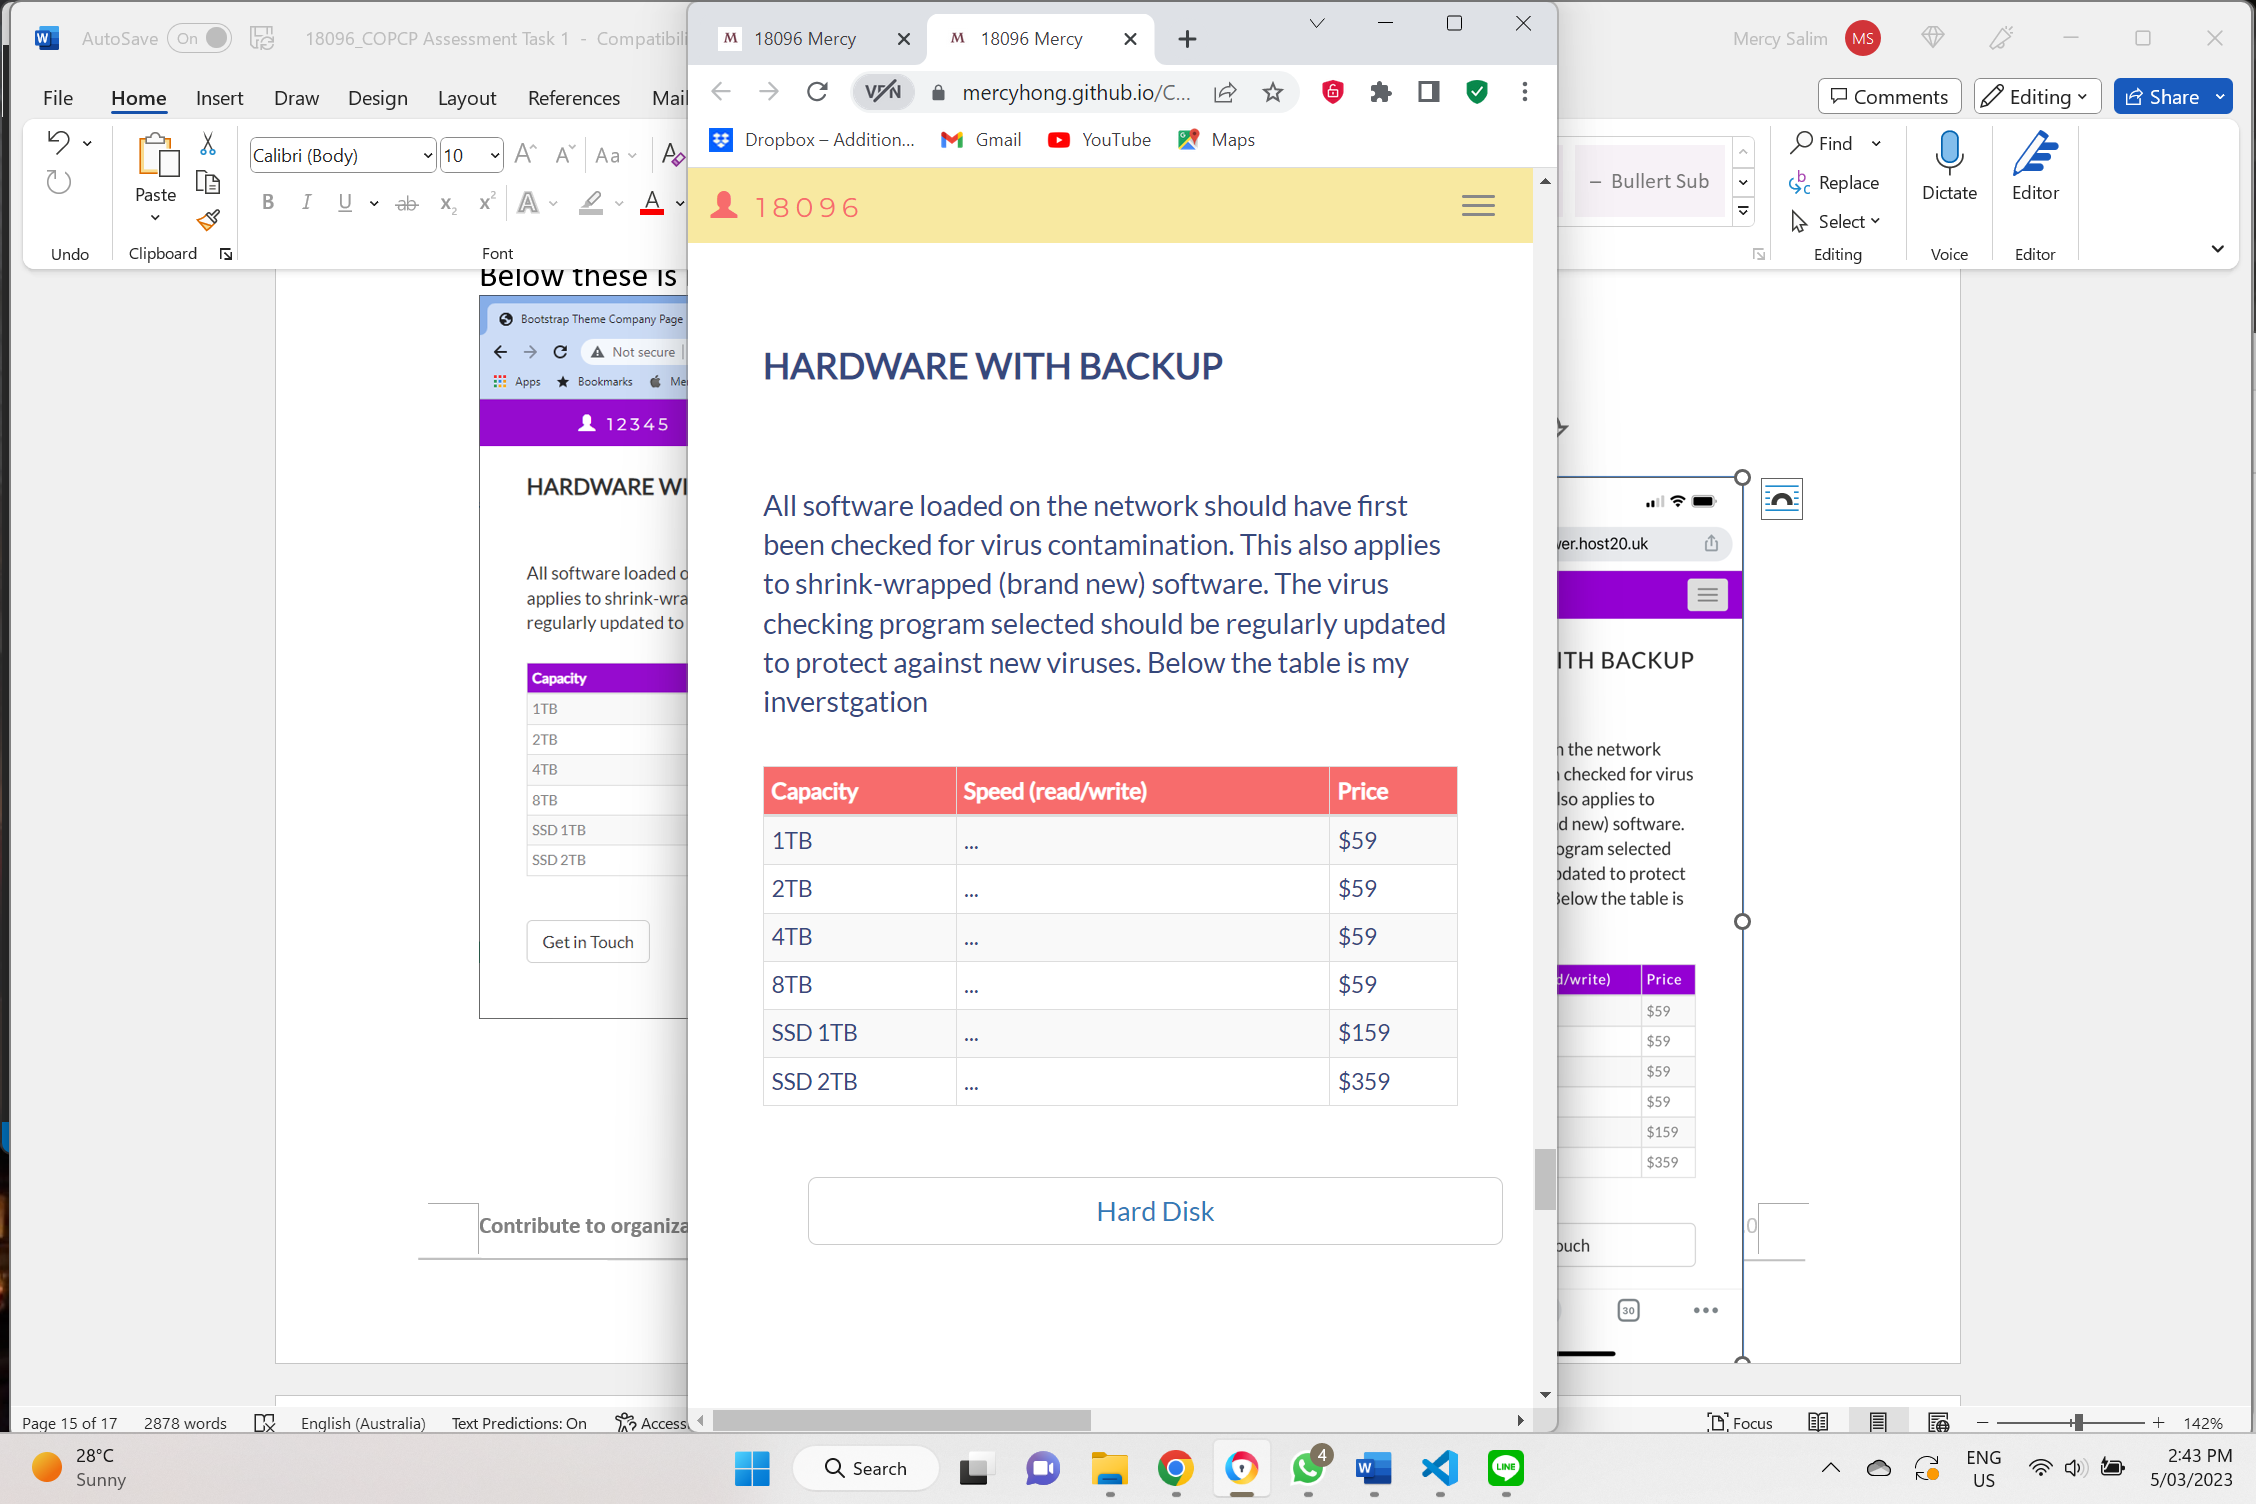 AutoSave On 18096_COPCP Assessment Task 1 - Compatibili
Mercy Salim MS
File Home Insert Draw Design Layout References Mail
Comments Editing Share
Calibri (Body) 10
Paste
Undo
Clipboard
Font
Bullert Sub
Find
Replace
Select
Editing
Dictate
Voice
Editor
Editor
18096 Mercy
18096 Mercy
VPN mercyhong.github.io/C...
Dropbox – Addition... Gmail YouTube Maps
18096
HARDWARE WITH BACKUP
All software loaded on the network should have first
been checked for virus contamination. This also applies
to shrink-wrapped (brand new) software. The virus
checking program selected should be regularly updated
to protect against new viruses. Below the table is my
inverstgation
Capacity Speed (read/write) Price
1TB ... $59
2TB ... $59
4TB ... $59
8TB ... $59
SSD 1TB ... $159
SSD 2TB ... $359
Hard Disk
Below these is
Bootstrap Theme Company Page
Not secure
Apps Bookmarks Me
12345
HARDWARE WI
All software loaded o
applies to shrink-wra
regularly updated to
Capacity
1TB
2TB
4TB
8TB
SSD 1TB
SSD 2TB
Get in Touch
Contribute to organiza
ver.host20.uk
ITH BACKUP
n the network
checked for virus
lso applies to
d new) software.
ogram selected
pdated to protect
Below the table is
d/write) Price
$59
$59
$59
$59
$159
$359
ouch
30
0
Page 15 of 17 2878 words English (Australia) Text Predictions: On Access
Focus 142%
28°C
Sunny
Search
4
LINE
ENG
US
2:43 PM
5/03/2023